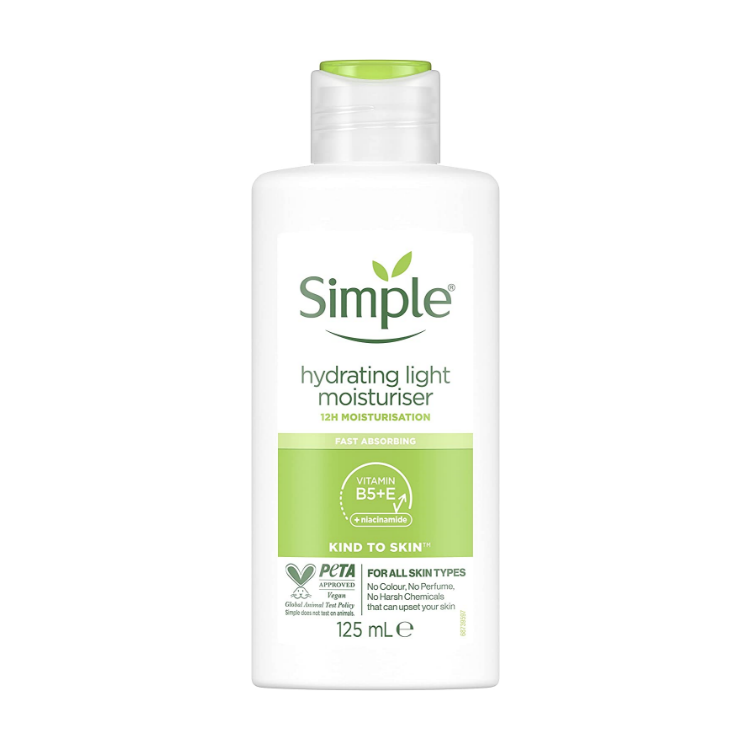 Simple®
hydrating light
moisturiser
12H MOISTURISATION
FAST ABSORBING
VITAMIN
B5+E
+ niacinamide
KIND TO SKIN™
PeTA
APPROVED
Vegan
Global Animal Test Policy
Simple does not test on animals.
FOR ALL SKIN TYPES
No Colour, No Perfume,
No Harsh Chemicals
that can upset your skin
125 mL ℮